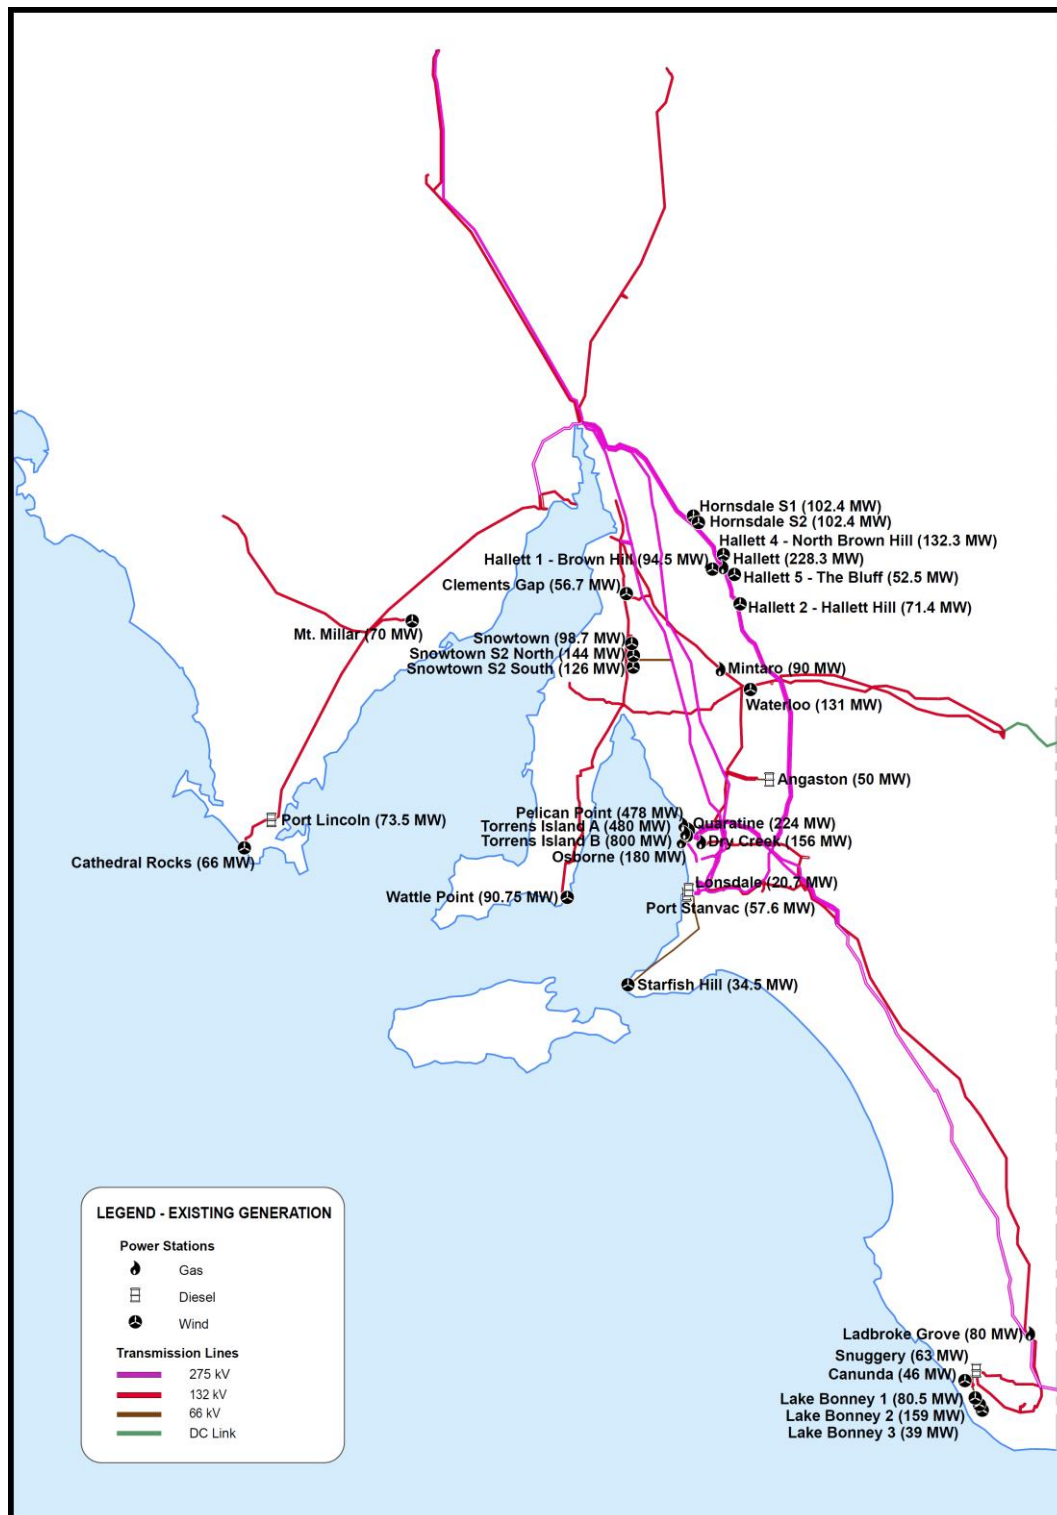 Hornsdale S1 (102.4 MW)
Hornsdale S2 (102.4 MW)
Hallett 4 - North Brown Hill (132.3 MW)
Hallett 1 - Brown Hill (94.5 MW)
Hallett (228.3 MW)
Hallett 5 - The Bluff (52.5 MW)
Clements Gap (56.7 MW)
Hallett 2 - Hallett Hill (71.4 MW)
Mt. Millar (70 MW)
Snowtown (98.7 MW)
Snowtown S2 North (144 MW)
Snowtown S2 South (126 MW)
Mintaro (90 MW)
Waterloo (131 MW)
Angaston (50 MW)
Port Lincoln (73.5 MW)
Cathedral Rocks (66 MW)
Pelican Point (478 MW)
Torrens Island A (480 MW)
Quaratine (224 MW)
Torrens Island B (800 MW)
Dry Creek (156 MW)
Osborne (180 MW)
Lonsdale (20.7 MW)
Wattle Point (90.75 MW)
Port Stanvac (57.6 MW)
Starfish Hill (34.5 MW)
LEGEND - EXISTING GENERATION
Power Stations
Gas
Diesel
Wind
Transmission Lines
275 kV
132 kV
66 kV
DC Link
Ladbroke Grove (80 MW)
Snuggery (63 MW)
Canunda (46 MW)
Lake Bonney 1 (80.5 MW)
Lake Bonney 2 (159 MW)
Lake Bonney 3 (39 MW)